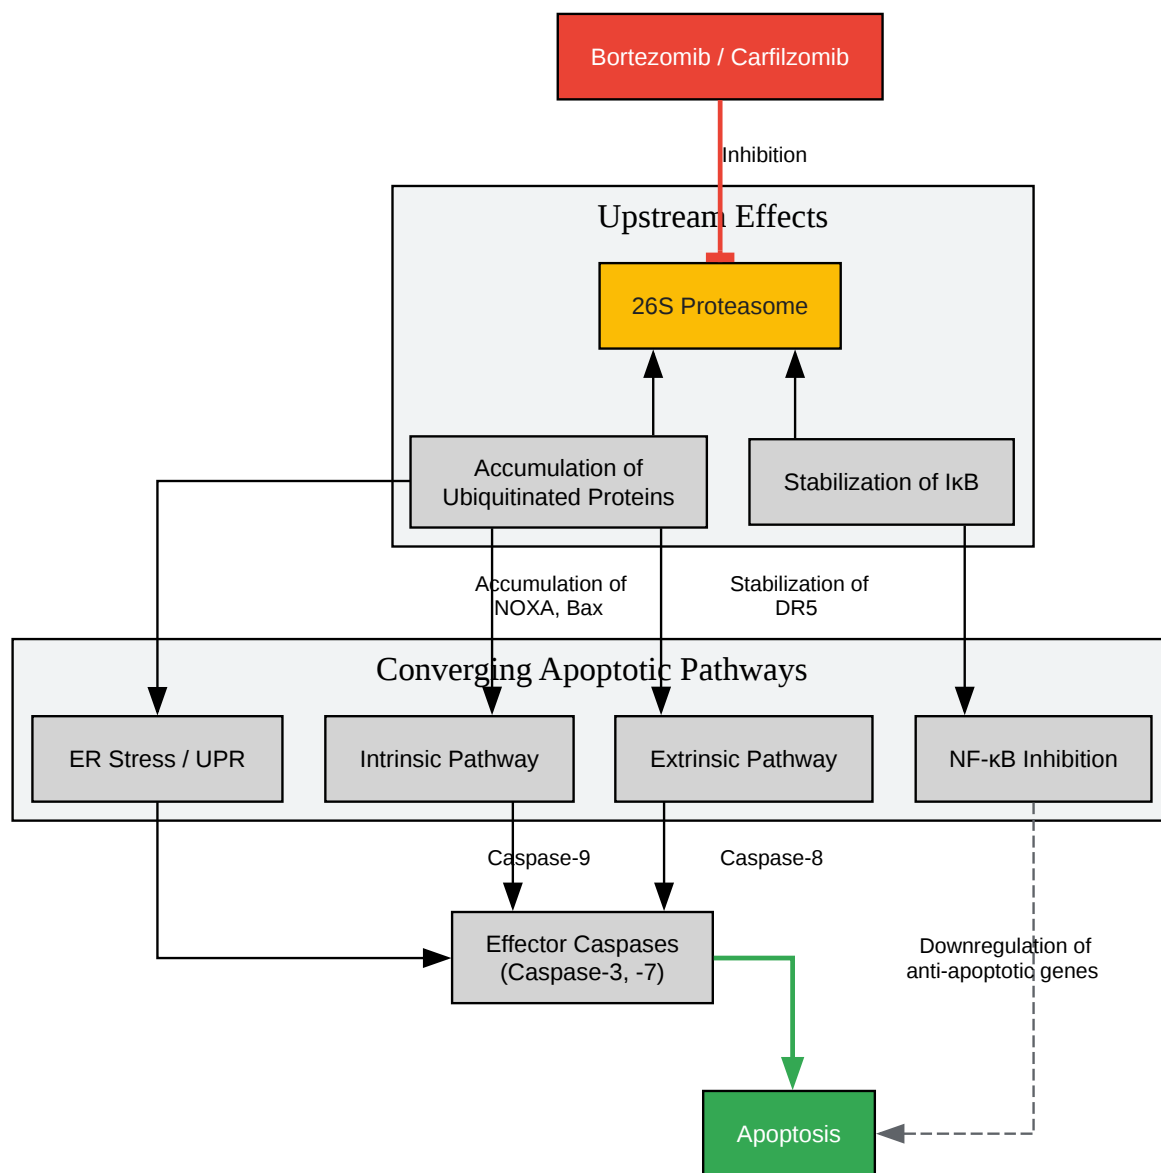 Bortezomib / Carfilzomib
Inhibition
Upstream Effects
26S Proteasome
Accumulation of
Ubiquitinated Proteins
Stabilization of IκB
Accumulation of
NOXA, Bax
Stabilization of
DR5
Converging Apoptotic Pathways
ER Stress / UPR
Intrinsic Pathway
Extrinsic Pathway
NF-κB Inhibition
Caspase-9
Caspase-8
Effector Caspases
(Caspase-3, -7)
Downregulation of
anti-apoptotic genes
Apoptosis